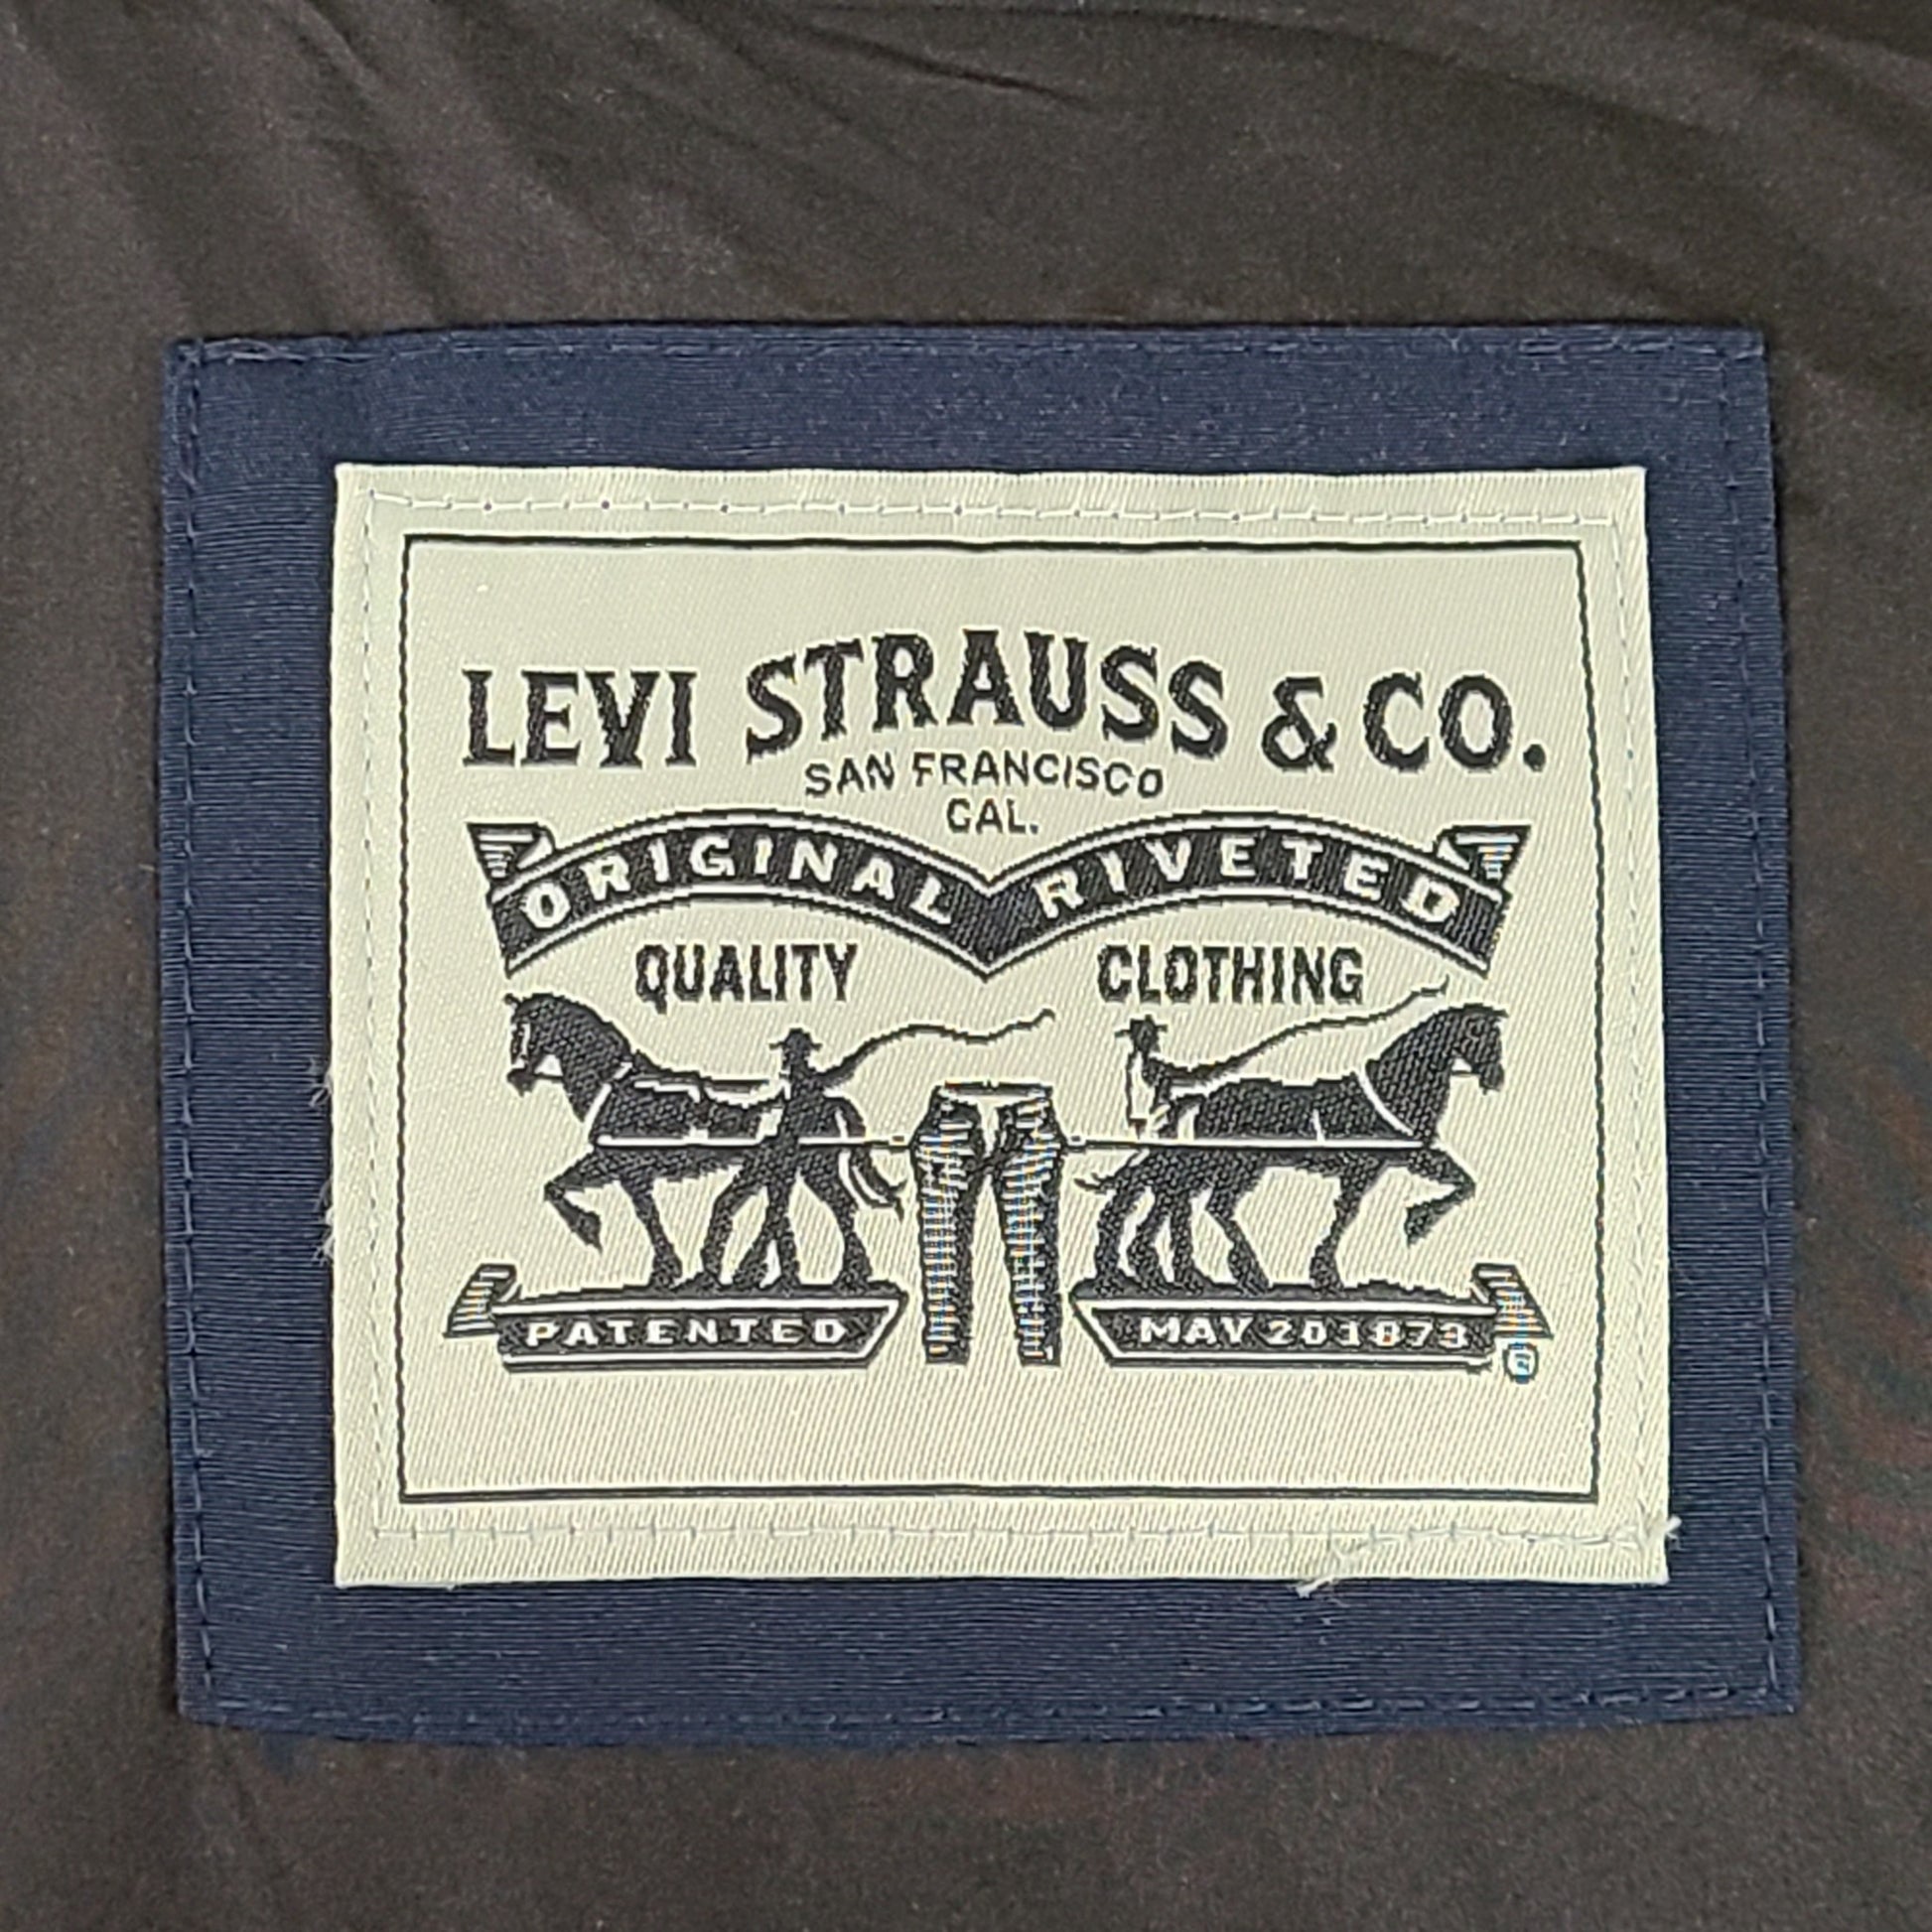 LEVI STRAUSS & CO.
SAN FRANCISCO
CAL.
ORIGINAL RIVETED
QUALITY CLOTHING
PATENTED MAY 20 1873
®